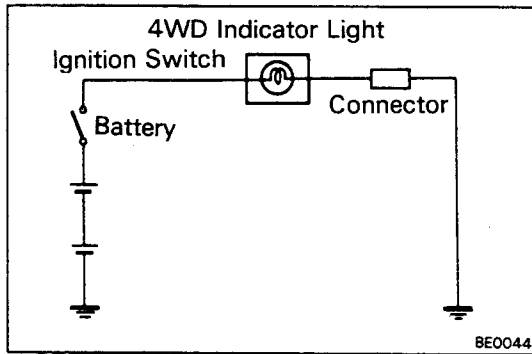 4WD Indicator Light
Ignition Switch
Connector
Battery
BE0044